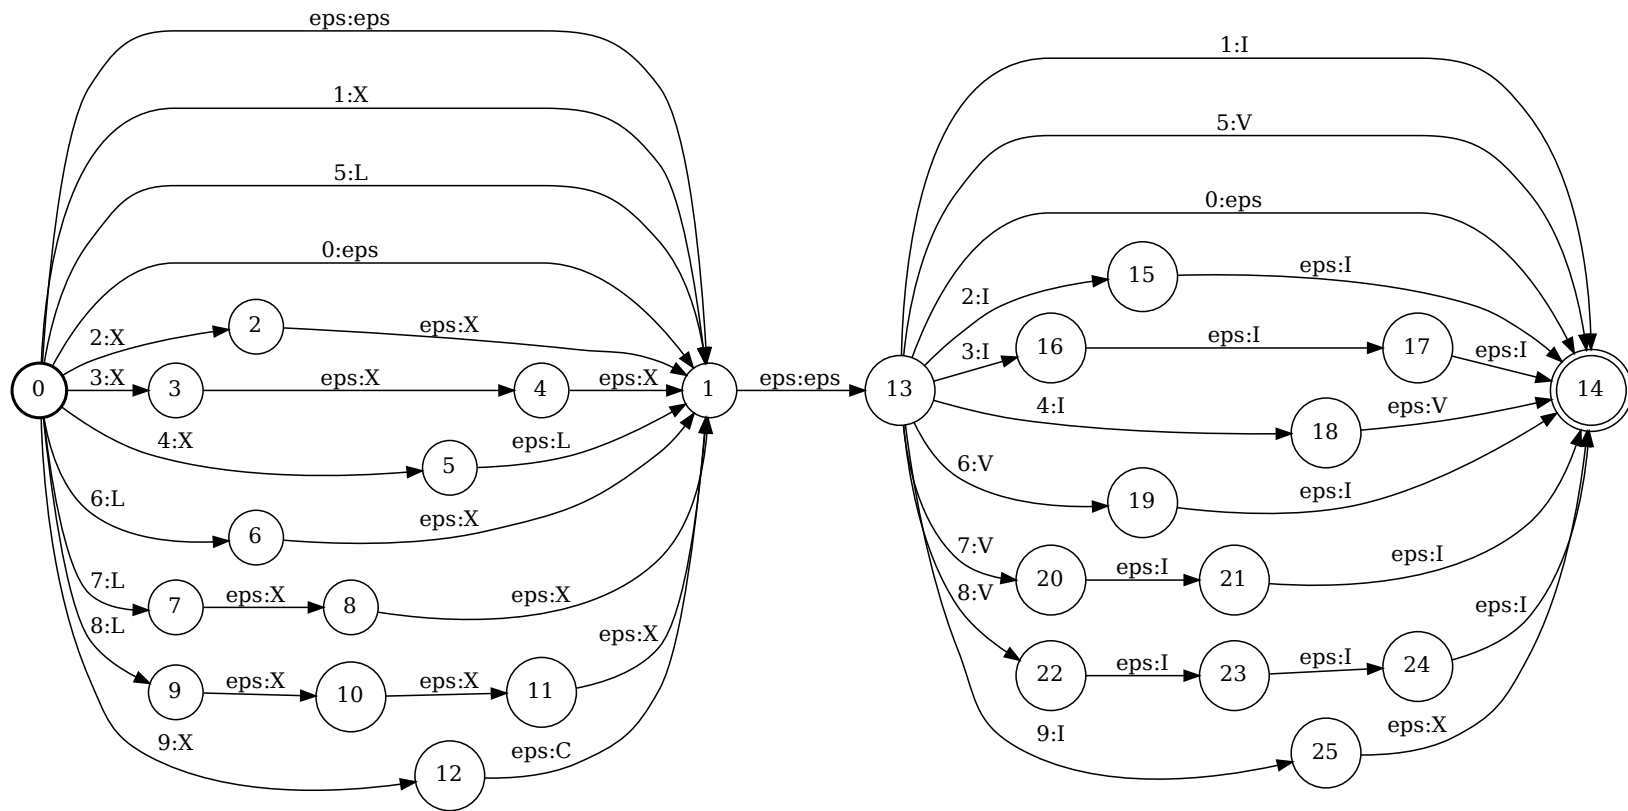 eps:eps
1:X
5:L
0:eps
2:X
2
eps:X
0
3:X
3
eps:X
4
eps:X
1
4:X
5
eps:L
6:L
6
eps:X
7:L
7
eps:X
8
eps:X
8:L
9
eps:X
10
eps:X
11
eps:X
9:X
12
eps:C
eps:eps
13
1:I
5:V
0:eps
2:I
15
eps:I
3:I
16
eps:I
17
eps:I
14
4:I
18
eps:V
6:V
19
eps:I
7:V
20
eps:I
21
eps:I
8:V
22
eps:I
23
eps:I
24
eps:I
9:I
25
eps:X